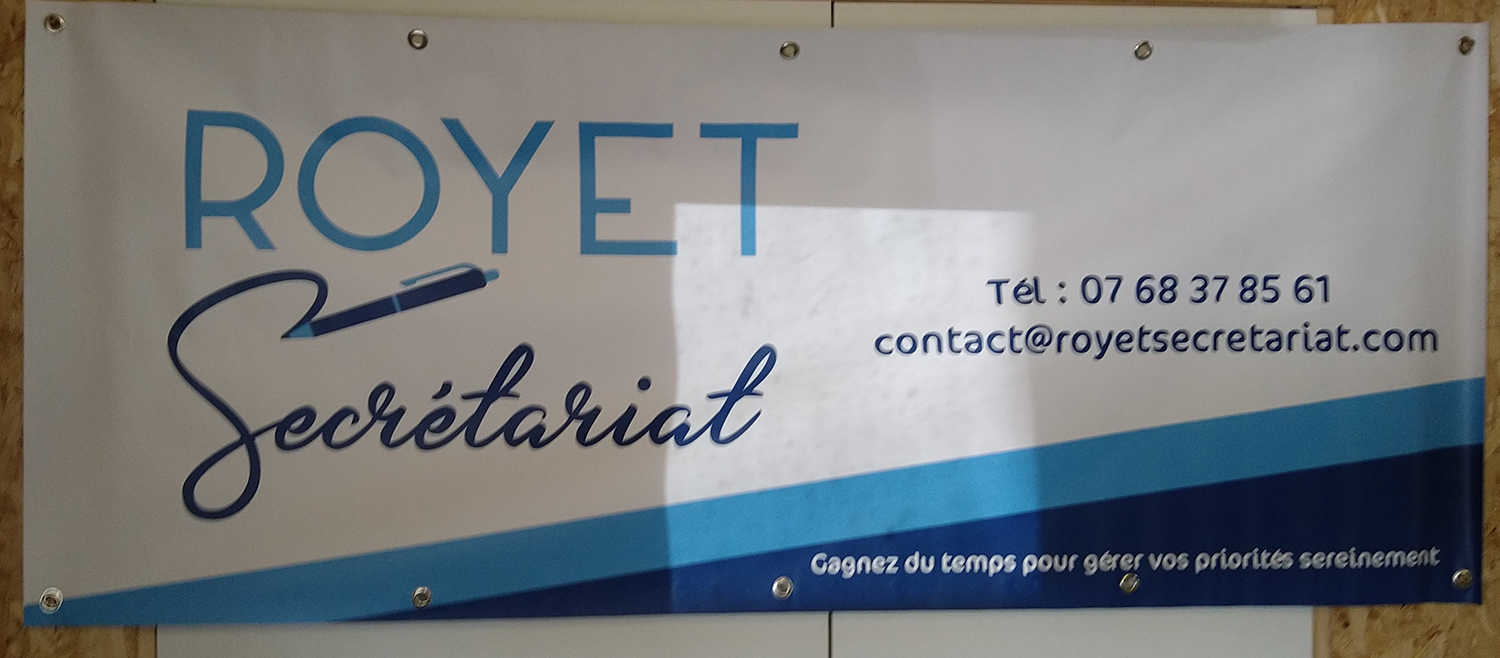 ROYET
Secrétariat
Tél : 07 68 37 85 61
contact@royetsecretariat.com
Gagnez du temps pour gérer vos priorités sereinement